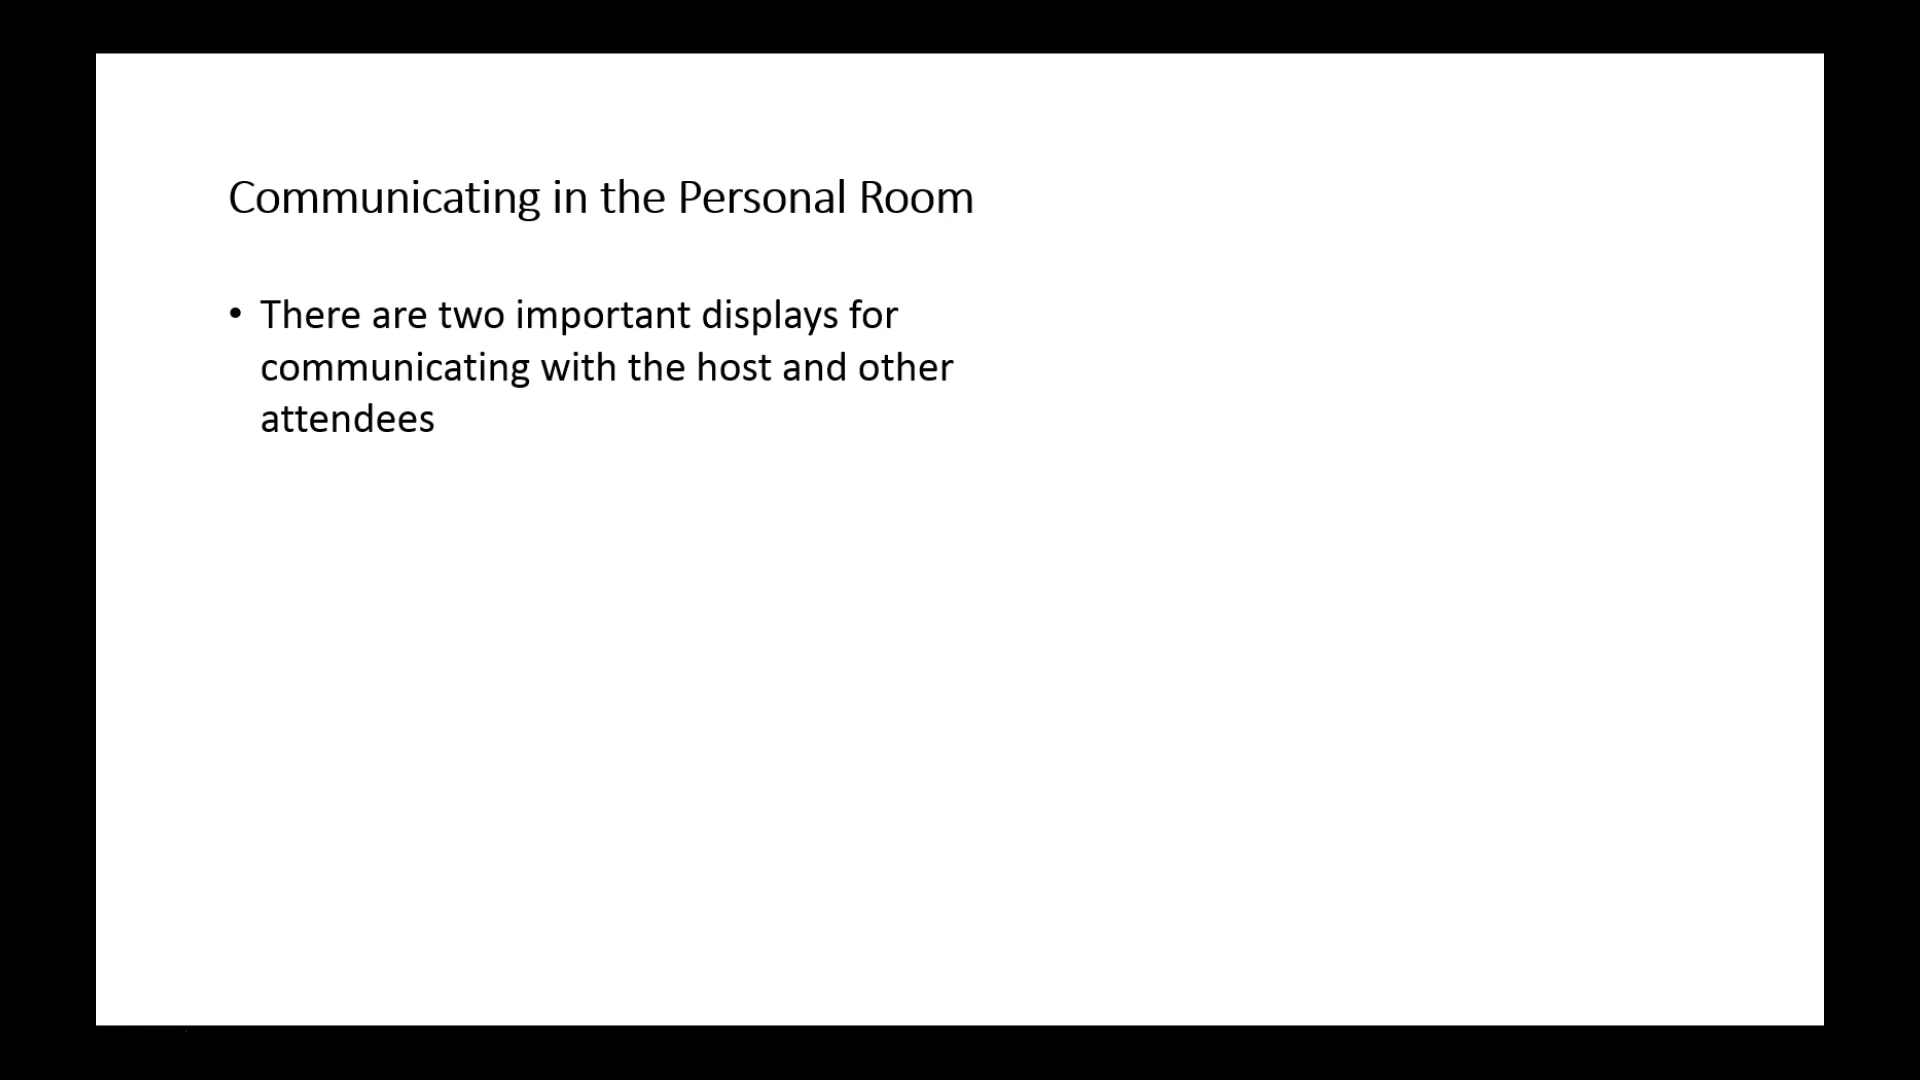 Communicating in the Personal Room
• There are two important displays for
communicating with the host and other
attendees